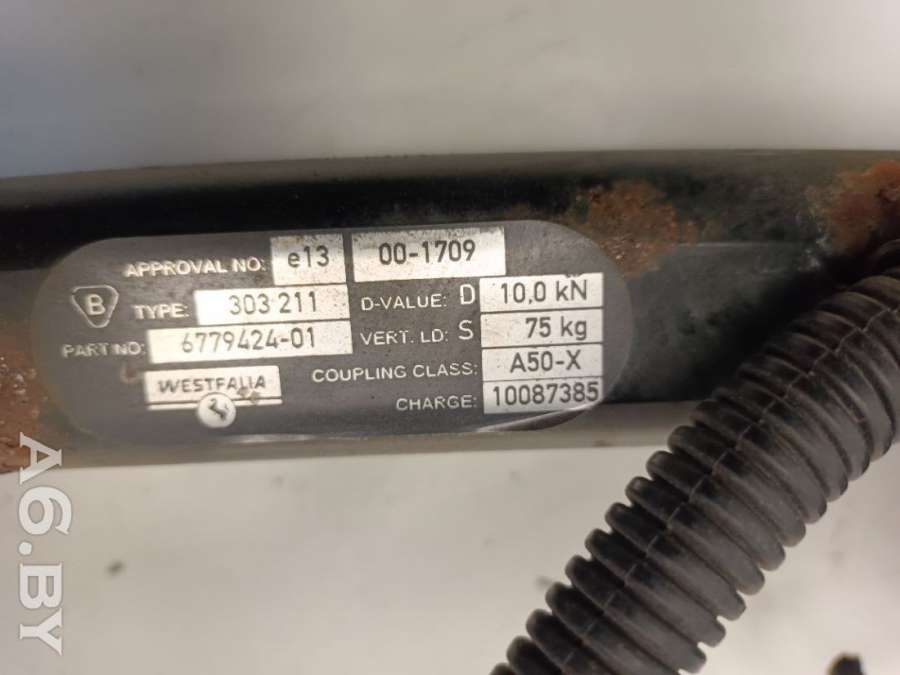 APPROVAL NO: e13 00-1709
B TYPE: 303 211 D-VALUE: D 10,0 kN
PART NO: 6779424-01 VERT. LD: S 75 kg
WESTFALIA COUPLING CLASS: A50-X
CHARGE: 10087385
A6.BY